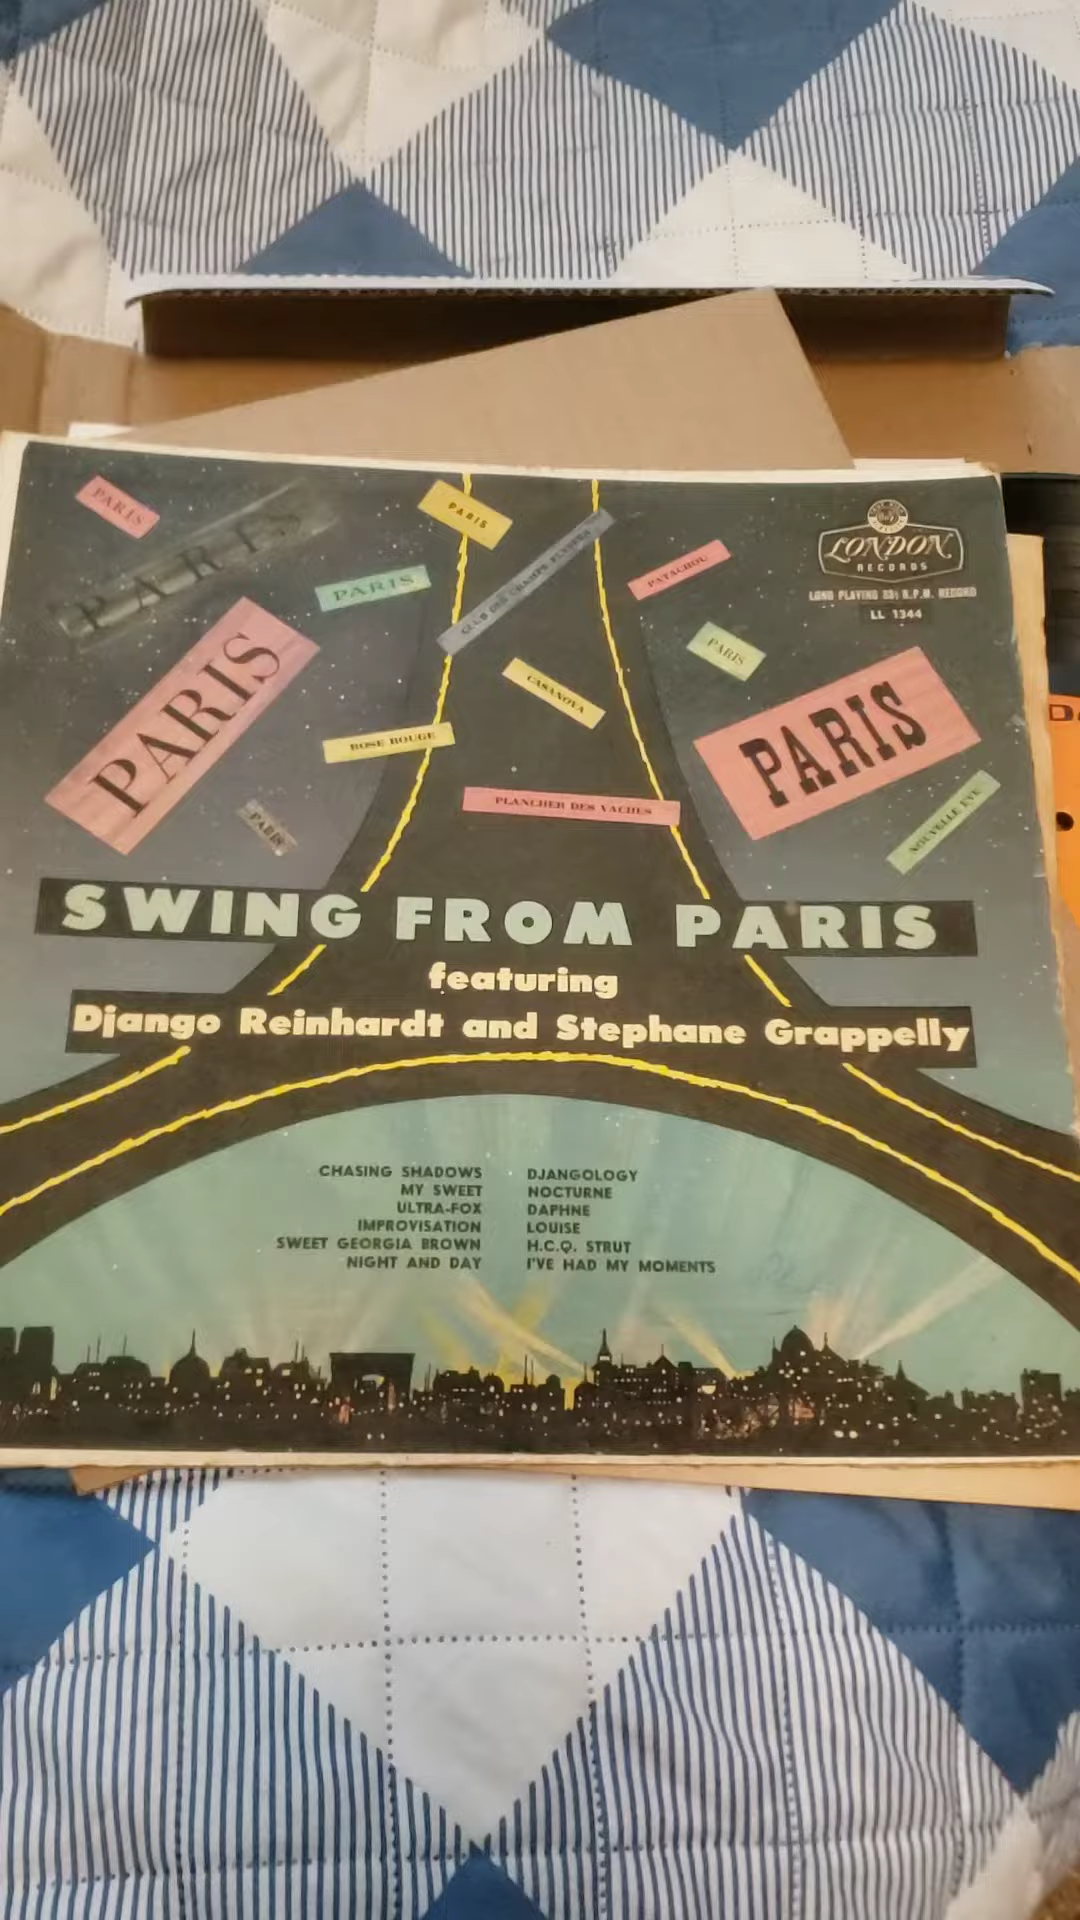 PARIS
PARIS
PARIS
PARIS
CLUB DES CHAMPS ELYSEES
PATACHOU
LONDON
RECORDS
LONG PLAYING 33⅓ R.P.M. RECORD
LL 1344
PARIS
PARIS
CASANOVA
ROSE ROUGE
PARIS
PLANCHER DES VACHES
PARIS
NOUVELLE EVE
SWING FROM PARIS
featuring
Django Reinhardt and Stephane Grappelly
CHASING SHADOWS
MY SWEET
ULTRA-FOX
IMPROVISATION
SWEET GEORGIA BROWN
NIGHT AND DAY
DJANGOLOGY
NOCTURNE
DAPHNE
LOUISE
H.C.Q. STRUT
I'VE HAD MY MOMENTS